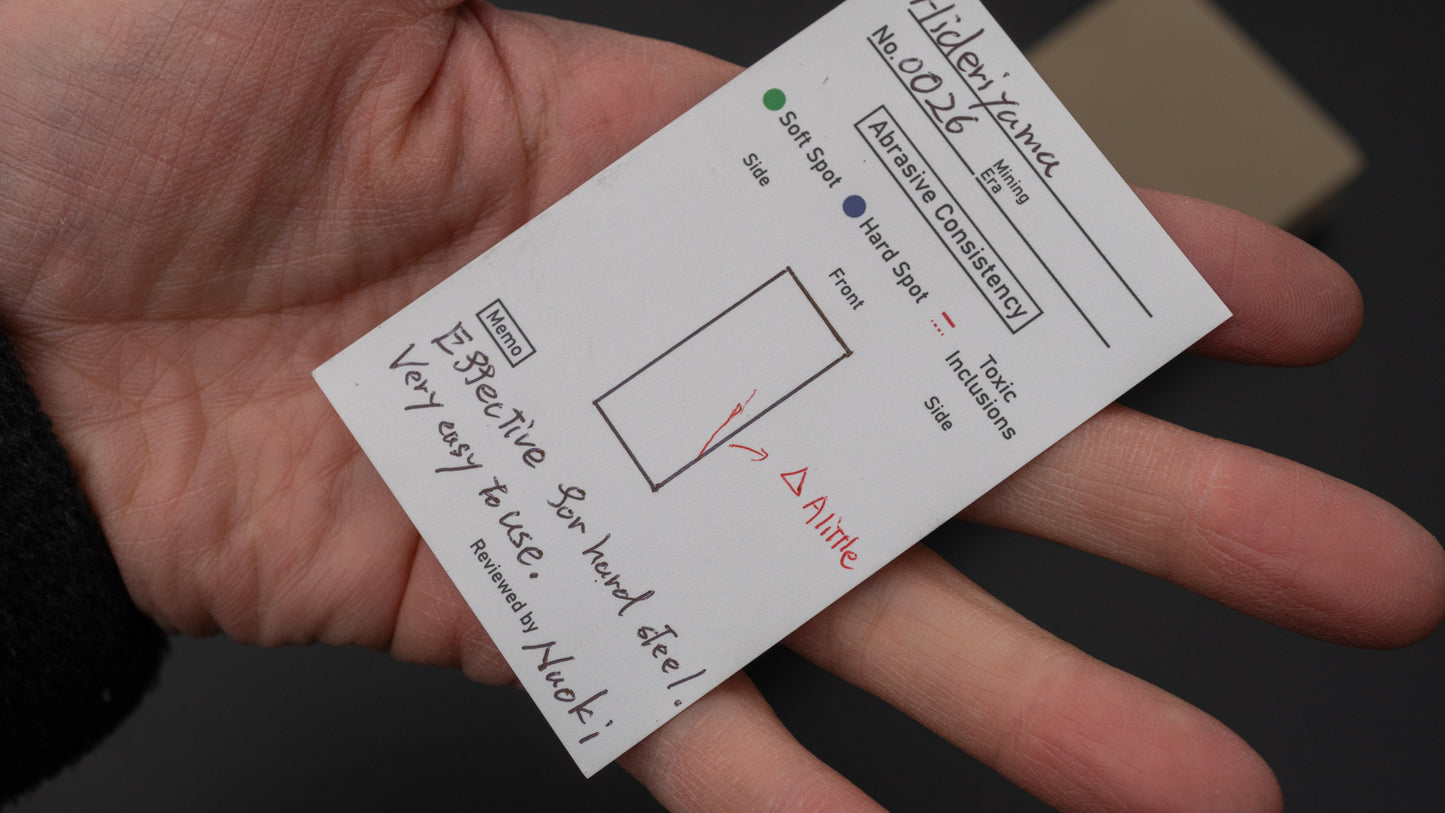 HideriYama
No. 0026
Mining
Era
Abrasive Consistency
Soft Spot
Hard Spot
Toxic
Inclusions
Side
Front
Side
△ Alittle
Memo
Effective for hard steel.
Very easy to use.
Reviewed by Naoki